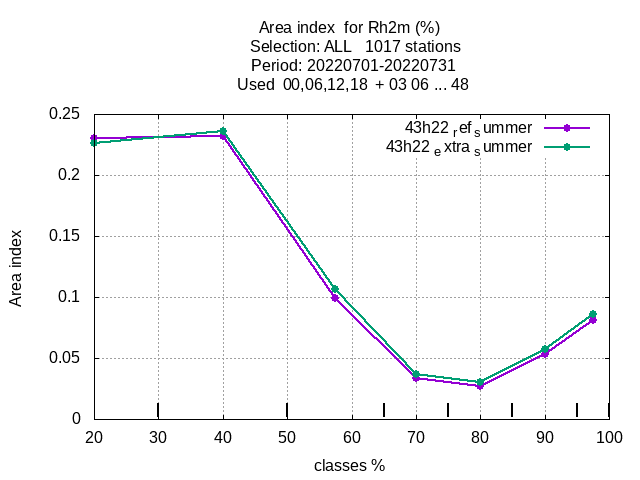 Area index  for Rh2m (%)
Selection: ALL   1017 stations
Period: 20220701-20220731
Used  00,06,12,18  + 03 06 ... 48
43h22 ref summer
43h22 extra summer
0.25
0.2
0.15
0.1
0.05
0
Area index
20 30 40 50 60 70 80 90 100
classes %